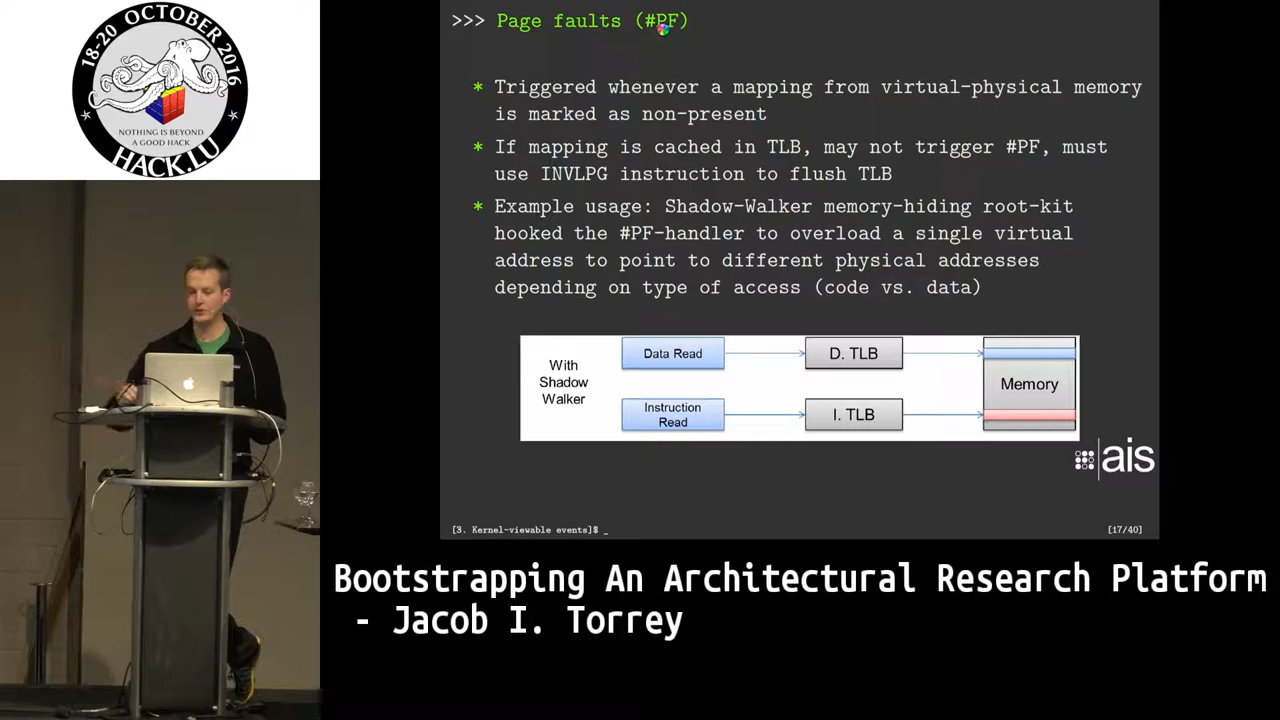 18-20 OCTOBER 2016
NOTHING IS BEYOND
A GOOD HACK
HACK.LU
>>> Page faults (#PF)
* Triggered whenever a mapping from virtual-physical memory
is marked as non-present
* If mapping is cached in TLB, may not trigger #PF, must
use INVLPG instruction to flush TLB
* Example usage: Shadow-Walker memory-hiding root-kit
hooked the #PF-handler to overload a single virtual
address to point to different physical addresses
depending on type of access (code vs. data)
With
Shadow
Walker
Data Read
D. TLB
Instruction
Read
I. TLB
Memory
ais
[3. Kernel-viewable events]$ _
[17/40]
Bootstrapping An Architectural Research Platform
- Jacob I. Torrey